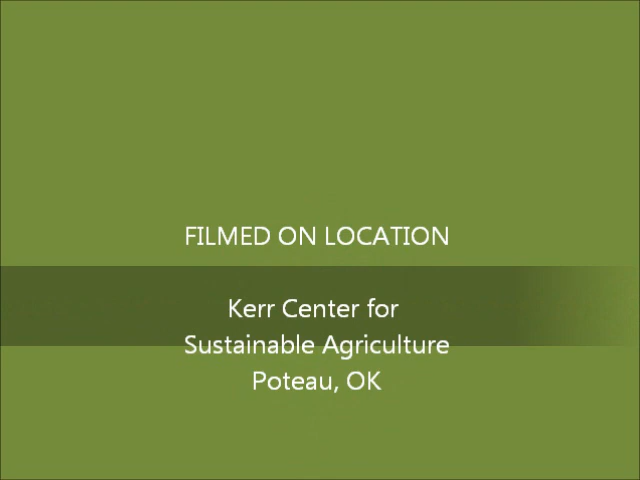 FILMED ON LOCATION
Kerr Center for
Sustainable Agriculture
Poteau, OK